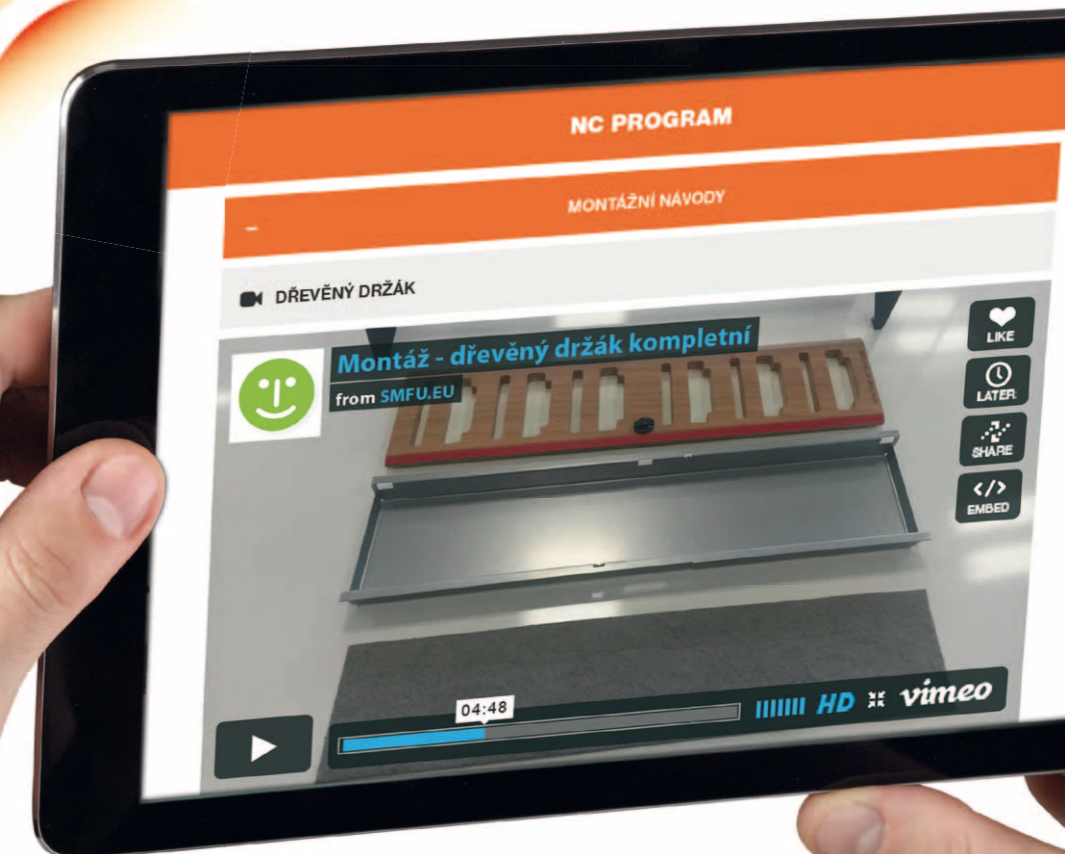 NC PROGRAM
–
MONTÁŽNÍ NÁVODY
DŘEVĚNÝ DRŽÁK
Montáž - dřevěný držák kompletní
from SMFU.EU
LIKE
LATER
SHARE
</>
EMBED
04:48
HD
vimeo